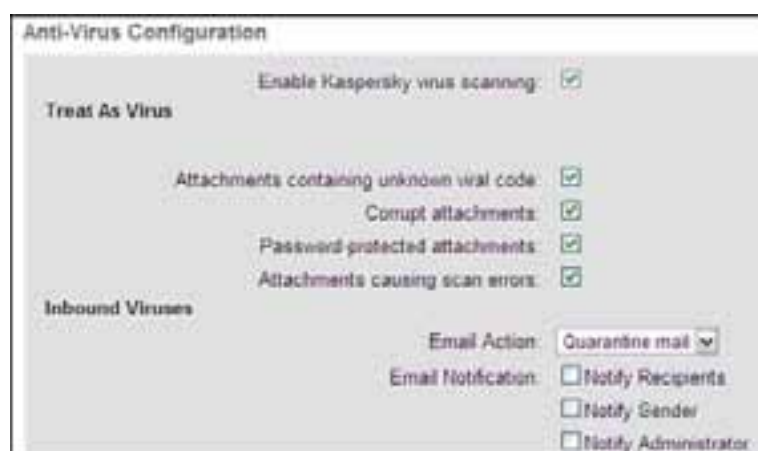 Anti-Virus Configuration
Enable Kaspersky virus scanning:
Treat As Virus
Attachments containing unknown viral code:
Corrupt attachments:
Password-protected attachments:
Attachments causing scan errors:
Inbound Viruses
Email Action: Quarantine mail
Email Notification: Notify Recipients
Notify Sender
Notify Administrator